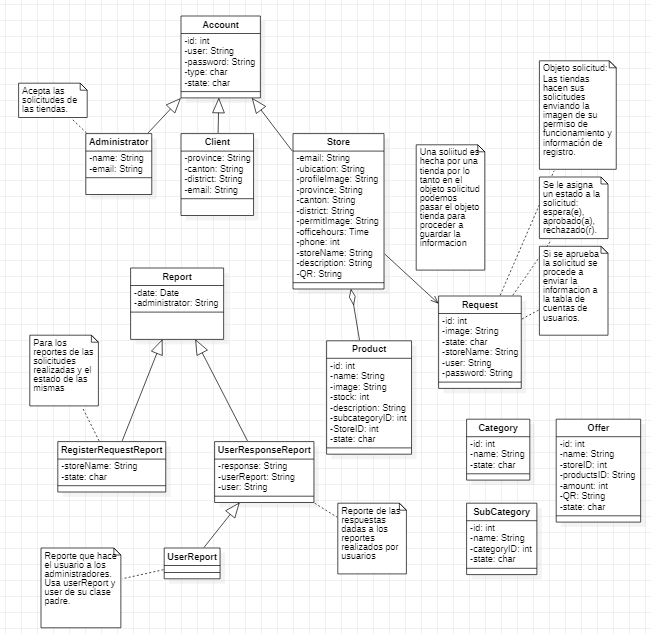 Account
-id: int
-user: String
-password: String
-type: char
-state: char
Acepta las
solicitudes de
las tiendas.
Administrator
-name: String
-email: String
Client
-province: String
-canton: String
-district: String
-email: String
Store
-email: String
-ubication: String
-profileImage: String
-province: String
-canton: String
-district: String
-permitImage: String
-officehours: Time
-phone: int
-storeName: String
-description: String
-QR: String
Una soliitud es
hecha por una
tienda por lo
tanto en el
objeto solicitud
podemos
pasar el objeto
tienda para
proceder a
guardar la
informacion
Objeto solicitud:
Las tiendas
hacen sus
solicitudes
enviando la
imagen de su
permiso de
funcionamiento y
información de
registro.
Se le asigna
un estado a la
solicitud:
espera(e),
aprobado(a),
rechazado(r).
Si se aprueba
la solicitud se
procede a
enviar la
informacion a
la tabla de
cuentas de
usuarios.
Report
-date: Date
-administrator: String
Request
-id: int
-image: String
-state: char
-storeName: String
-user: String
-password: String
Para los
reportes de las
solicitudes
realizadas y el
estado de las
mismas
Product
-id: int
-name: String
-image: String
-stock: int
-description: String
-subcategoryID: int
-StoreID: int
-state: char
RegisterRequestReport
-storeName: String
-state: char
UserResponseReport
-response: String
-userReport: String
-user: String
Category
-id: int
-name: String
-state: char
Offer
-id: int
-name: String
-storeID: int
-productsID: String
-amount: int
-QR: String
-state: char
SubCategory
-id: int
-name: String
-categoryID: int
-state: char
Reporte de las
respuestas
dadas a los
reportes
realizados por
usuarios
UserReport
Reporte que hace
el usuario a los
administradores.
Usa userReport y
user de su clase
padre.